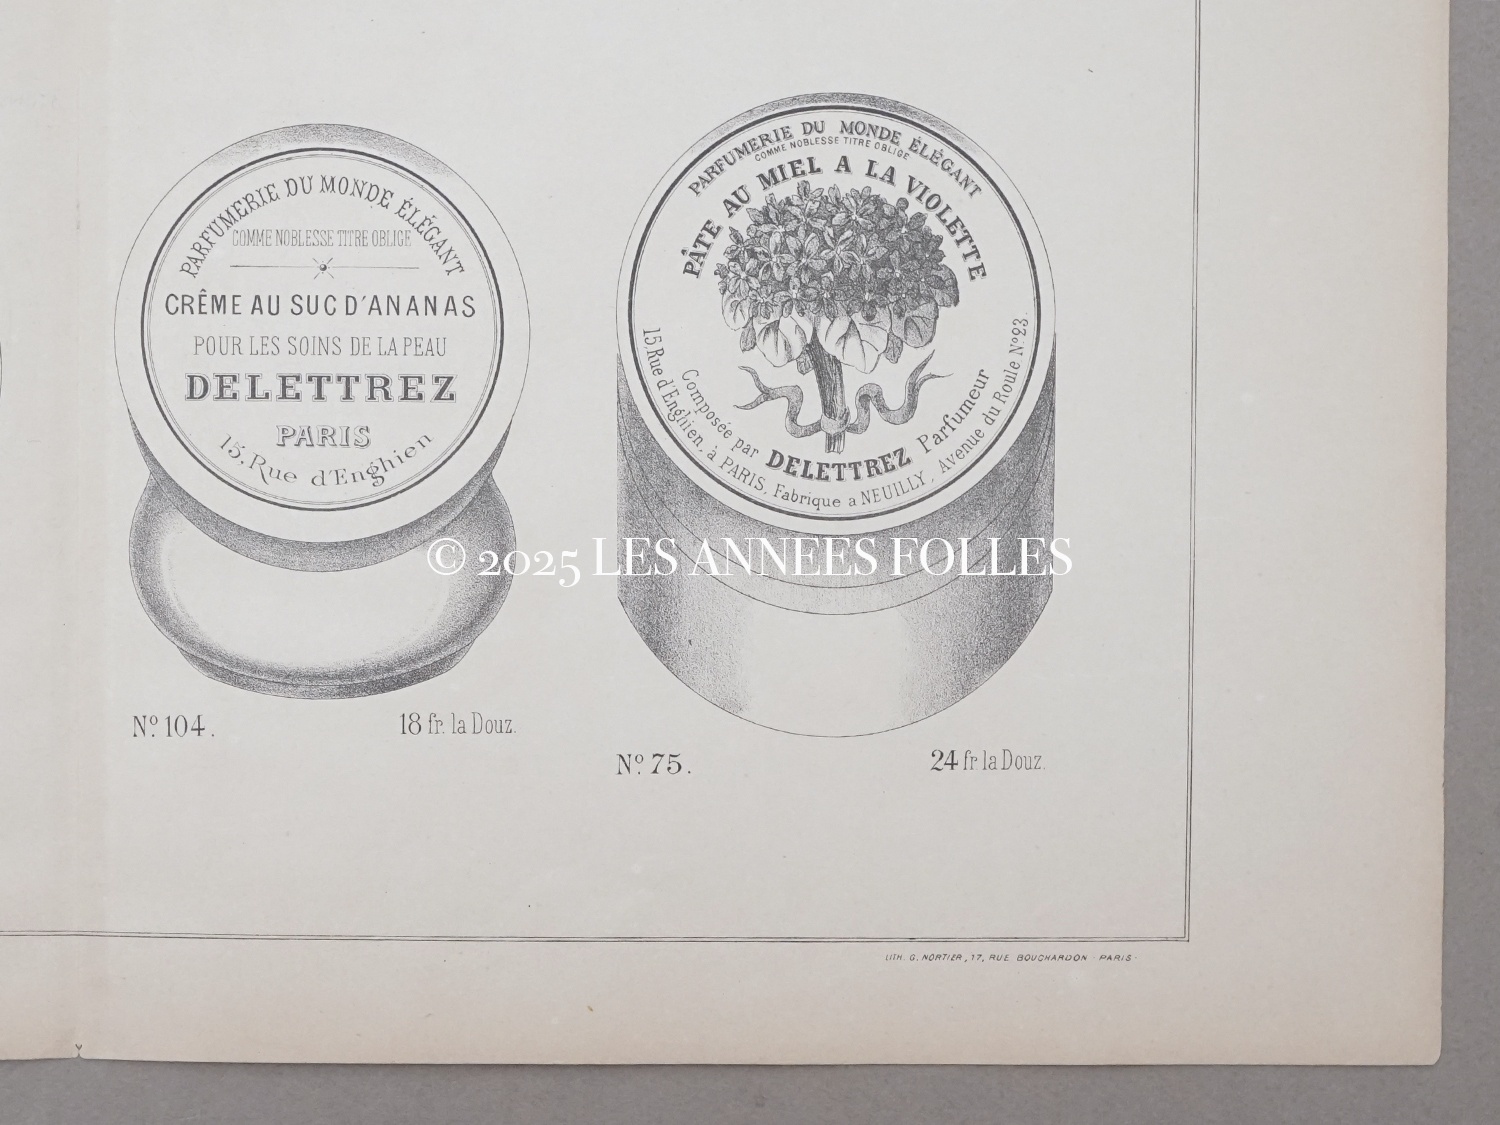 PARFUMERIE DU MONDE ÉLÉGANT
COMME NOBLESSE TITRE OBLIGE
CRÊME AU SUC D'ANANAS
POUR LES SOINS DE LA PEAU
DELETTREZ
PARIS
15, Rue d'Enghien
Nº 104.
18 fr. la Douz.
PARFUMERIE DU MONDE ÉLÉGANT
COMME NOBLESSE TITRE OBLIGE
PÂTE AU MIEL A LA VIOLETTE
Composée par DELETTREZ Parfumeur
15, Rue d'Enghien, à PARIS, Fabrique a NEUILLY, Avenue du Roule Nº 23.
Nº 75.
24 fr la Douz.
© 2025 LES ANNEES FOLLES
LITH. G. NORTIER, 17, RUE BOUCHARDON - PARIS -